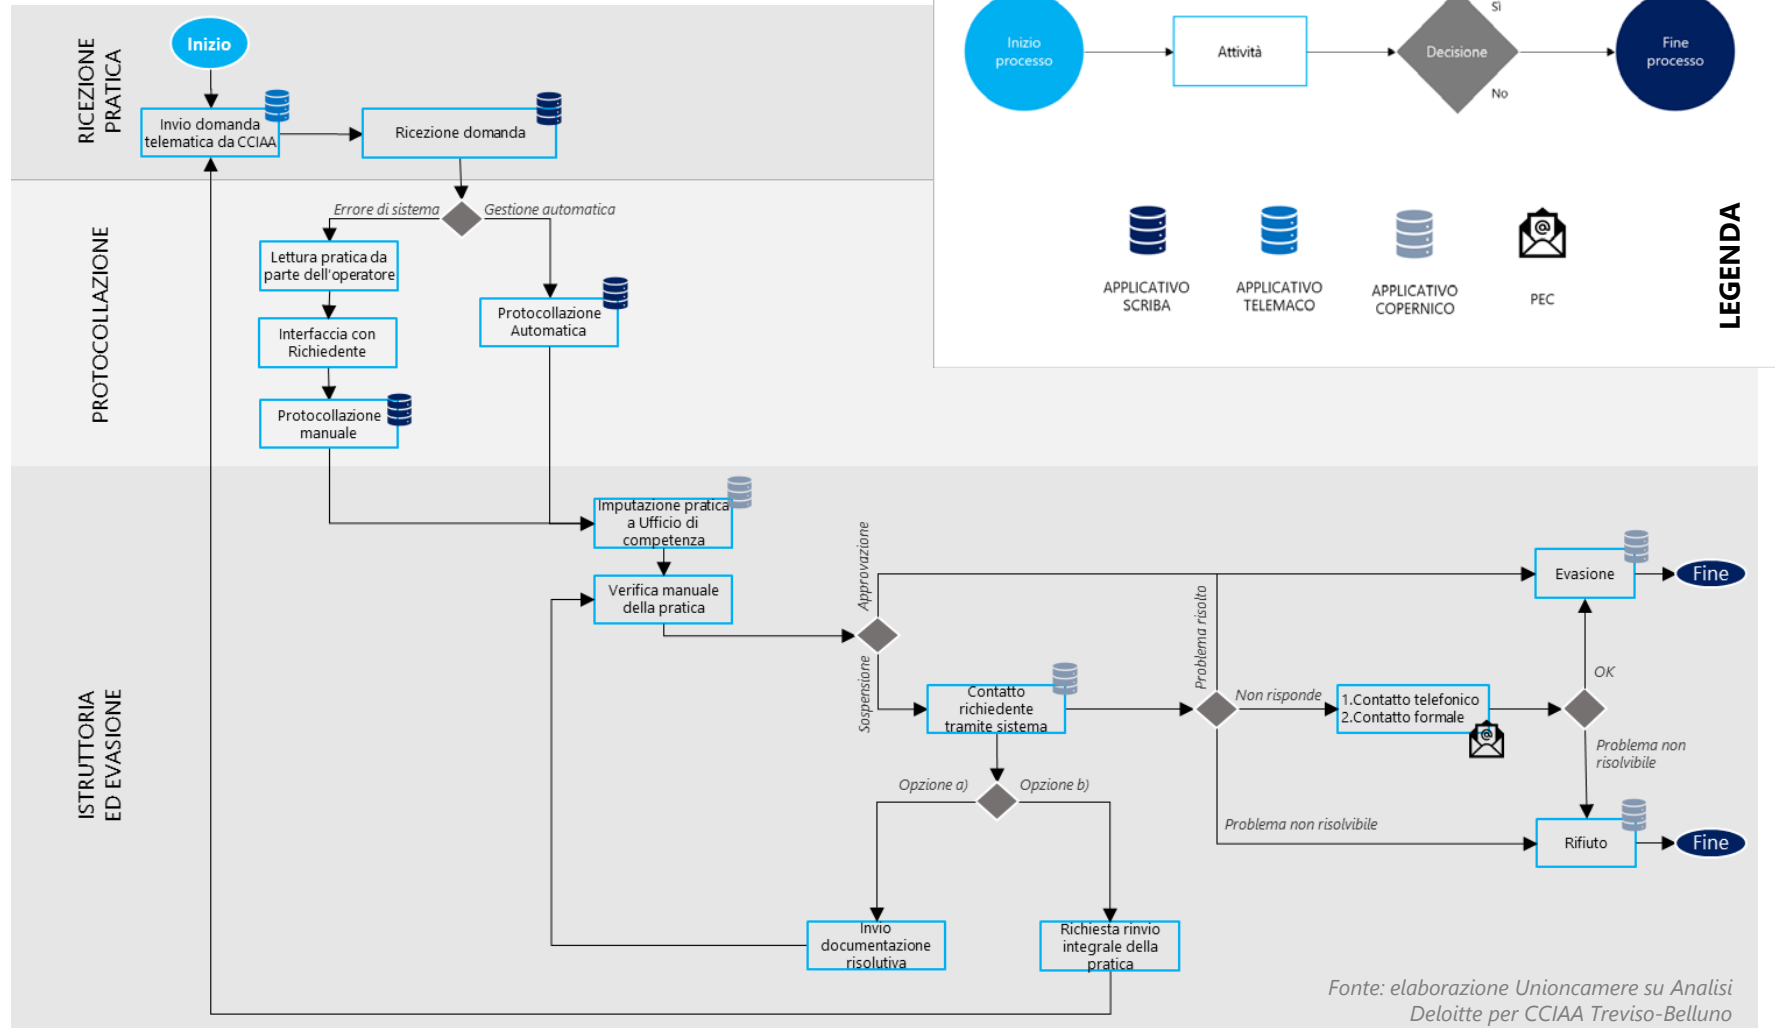 RICEZIONE
PRATICA
Inizio
Invio domanda
telematica da CCIAA
Ricezione domanda
Inizio
processo
Attività
Decisione
Sì
No
Fine
processo
APPLICATIVO
SCRIBA
APPLICATIVO
TELEMACO
APPLICATIVO
COPERNICO
PEC
LEGENDA
PROTOCOLLAZIONE
Errore di sistema
Gestione automatica
Lettura pratica da
parte dell'operatore
Interfaccia con
Richiedente
Protocollazione
manuale
Protocollazione
Automatica
ISTRUTTORIA
ED EVASIONE
Imputazione pratica
a Ufficio di
competenza
Verifica manuale
della pratica
Approvazione
Sospensione
Contatto
richiedente
tramite sistema
Opzione a)
Opzione b)
Invio
documentazione
risolutiva
Richiesta rinvio
integrale della
pratica
Problema risolto
Non risponde
Problema non risolvibile
1.Contatto telefonico
2.Contatto formale
OK
Problema non
risolvibile
Evasione
Fine
Rifiuto
Fine
Fonte: elaborazione Unioncamere su Analisi
Deloitte per CCIAA Treviso-Belluno